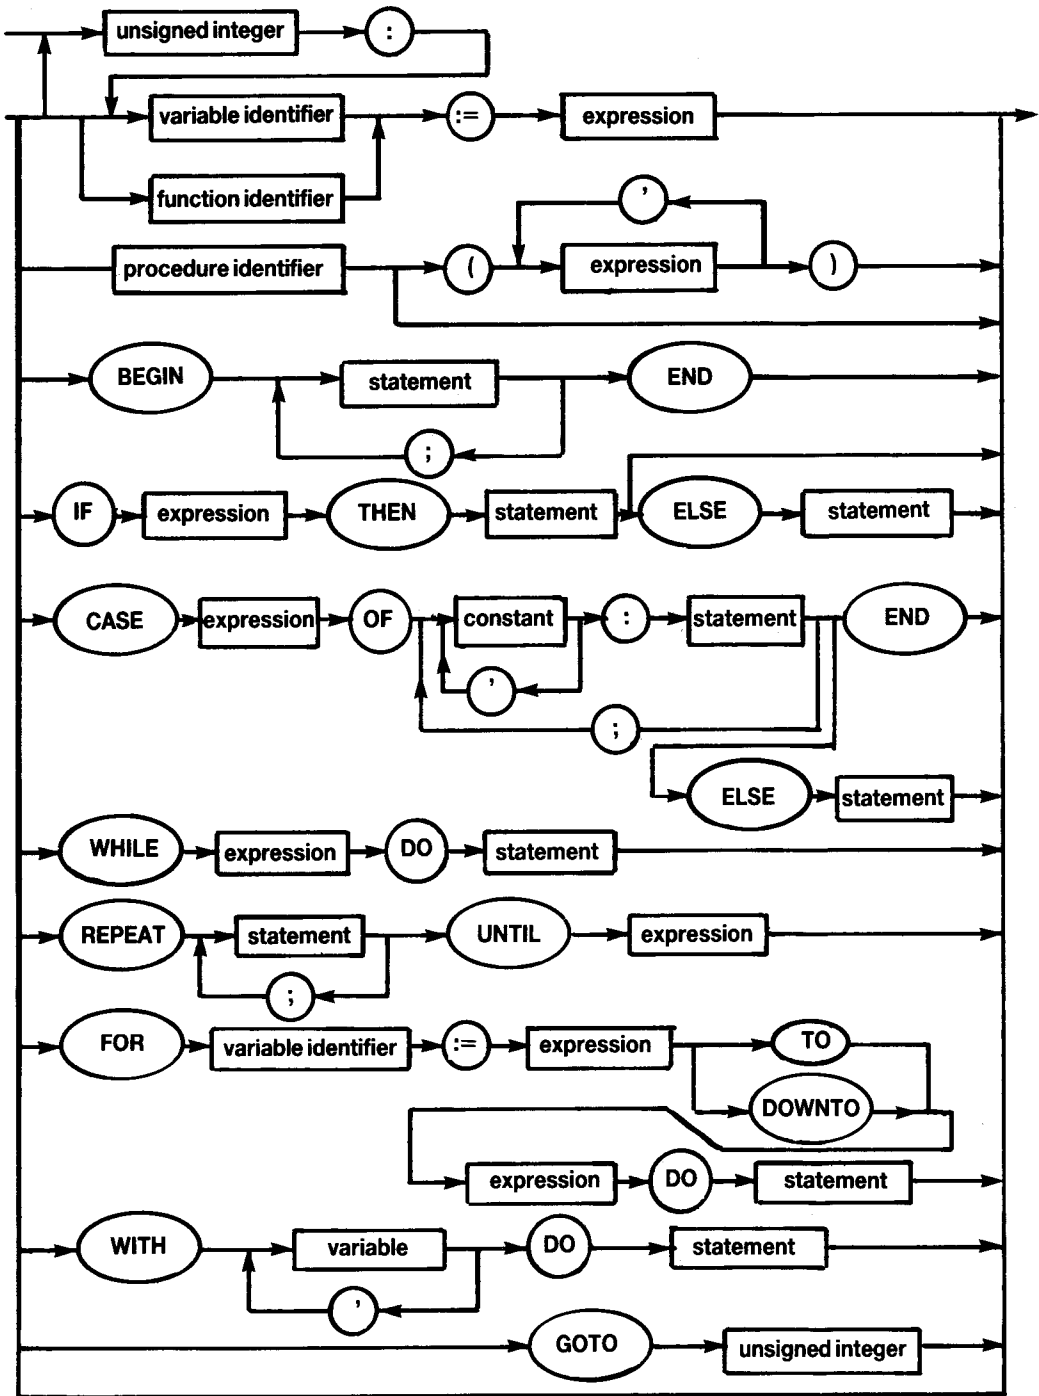 unsigned integer :
variable identifier := expression
function identifier
,
procedure identifier ( expression )
BEGIN statement END
;
IF expression THEN statement ELSE statement
CASE expression OF constant : statement END
,
;
ELSE statement
WHILE expression DO statement
REPEAT statement UNTIL expression
;
FOR variable identifier := expression TO
DOWNTO
expression DO statement
WITH variable DO statement
,
GOTO unsigned integer